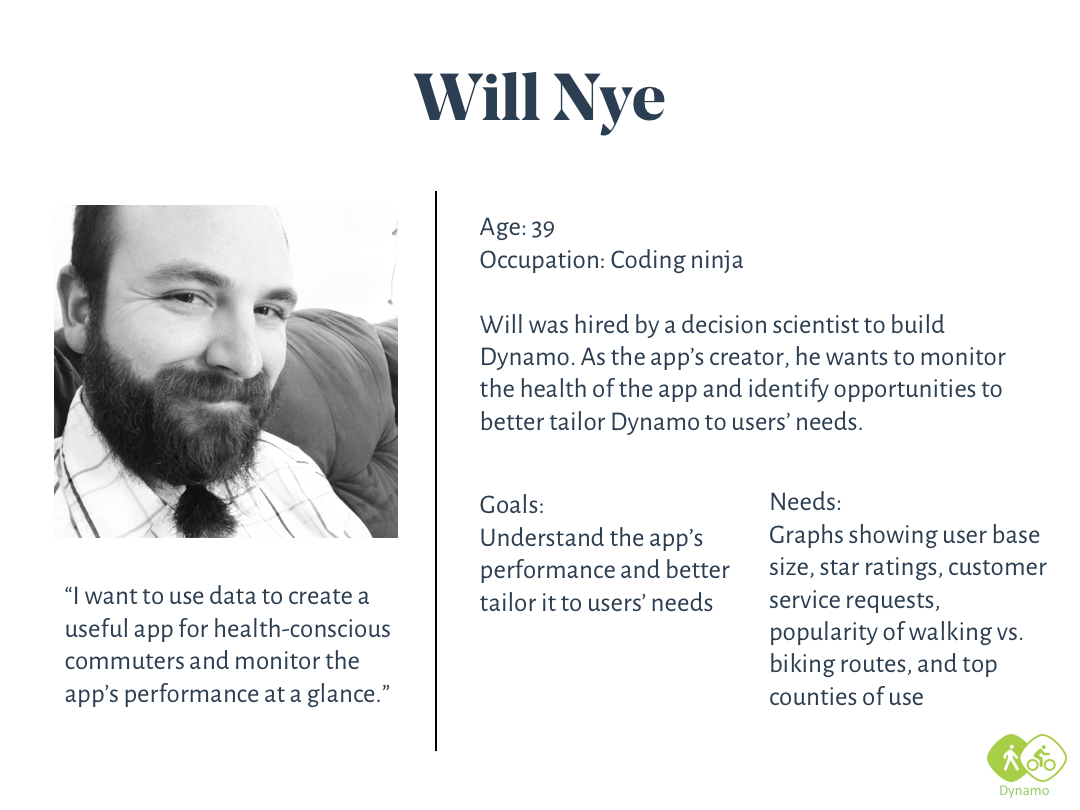 Will Nye
Age: 39
Occupation: Coding ninja
Will was hired by a decision scientist to build
Dynamo. As the app’s creator, he wants to monitor
the health of the app and identify opportunities to
better tailor Dynamo to users’ needs.
Goals:
Understand the app’s
performance and better
tailor it to users’ needs
Needs:
Graphs showing user base
size, star ratings, customer
service requests,
popularity of walking vs.
biking routes, and top
counties of use
“I want to use data to create a
useful app for health-conscious
commuters and monitor the
app’s performance at a glance.”
Dynamo